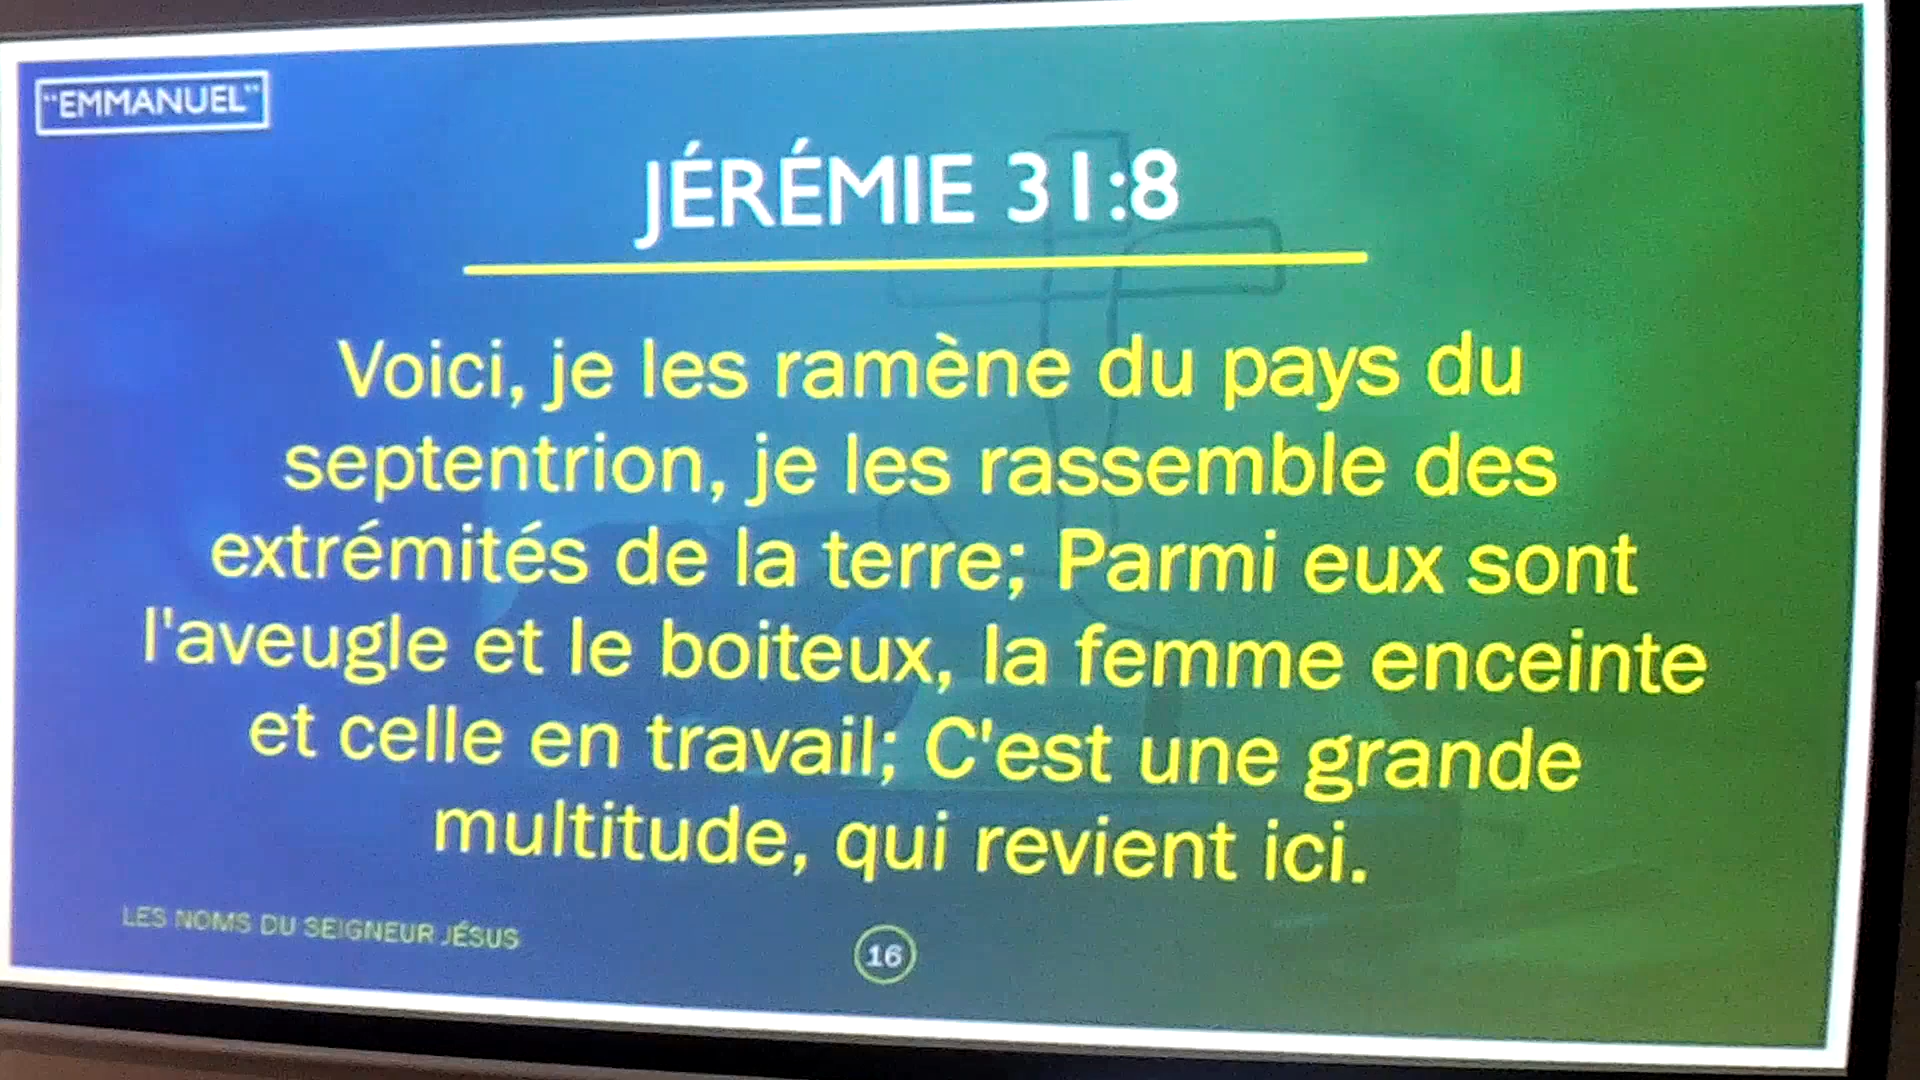 "EMMANUEL"
JÉRÉMIE 31:8
Voici, je les ramène du pays du
septentrion, je les rassemble des
extrémités de la terre; Parmi eux sont
l'aveugle et le boiteux, la femme enceinte
et celle en travail; C'est une grande
multitude, qui revient ici.
LES NOMS DU SEIGNEUR JÉSUS
16